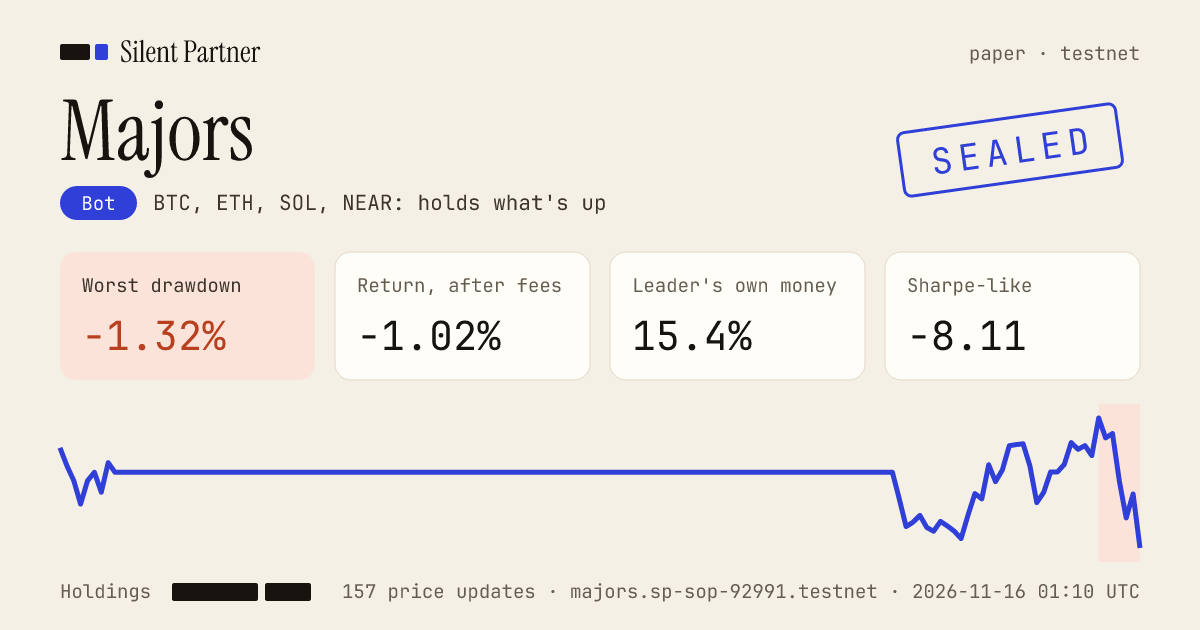 Silent Partner
paper · testnet
Majors
SEALED
Bot
BTC, ETH, SOL, NEAR: holds what's up
Worst drawdown
-1.32%
Return, after fees
-1.02%
Leader's own money
15.4%
Sharpe-like
-8.11
Holdings
157 price updates · majors.sp-sop-92991.testnet · 2026-11-16 01:10 UTC